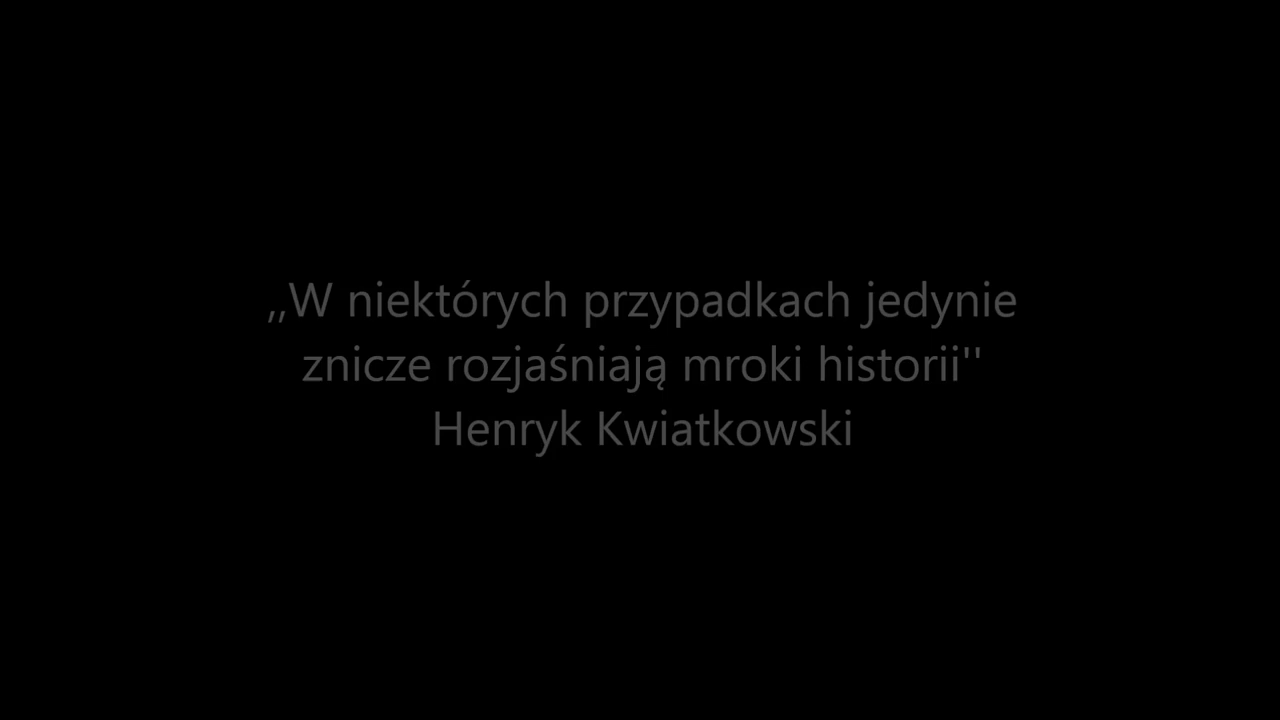 ,,W niektórych przypadkach jedynie
znicze rozjaśniają mroki historii''
Henryk Kwiatkowski